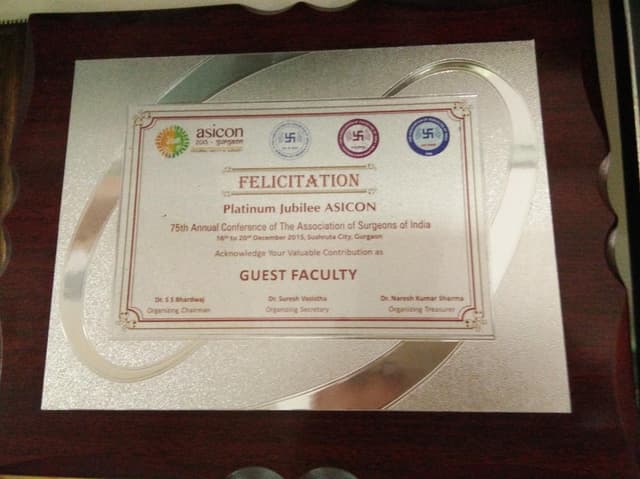 asicon
2015 - gurgaon
FELICITATION
Platinum Jubilee ASICON
75th Annual Conference of The Association of Surgeons of India
16th to 20th December 2015, Sushruta City, Gurgaon
Acknowledge Your Valuable Contribution as
GUEST FACULTY
Dr. S S Bhardwaj Dr. Suresh Vasistha Dr. Naresh Kumar Sharma
Organizing Chairman Organizing Secretary Organizing Treasurer